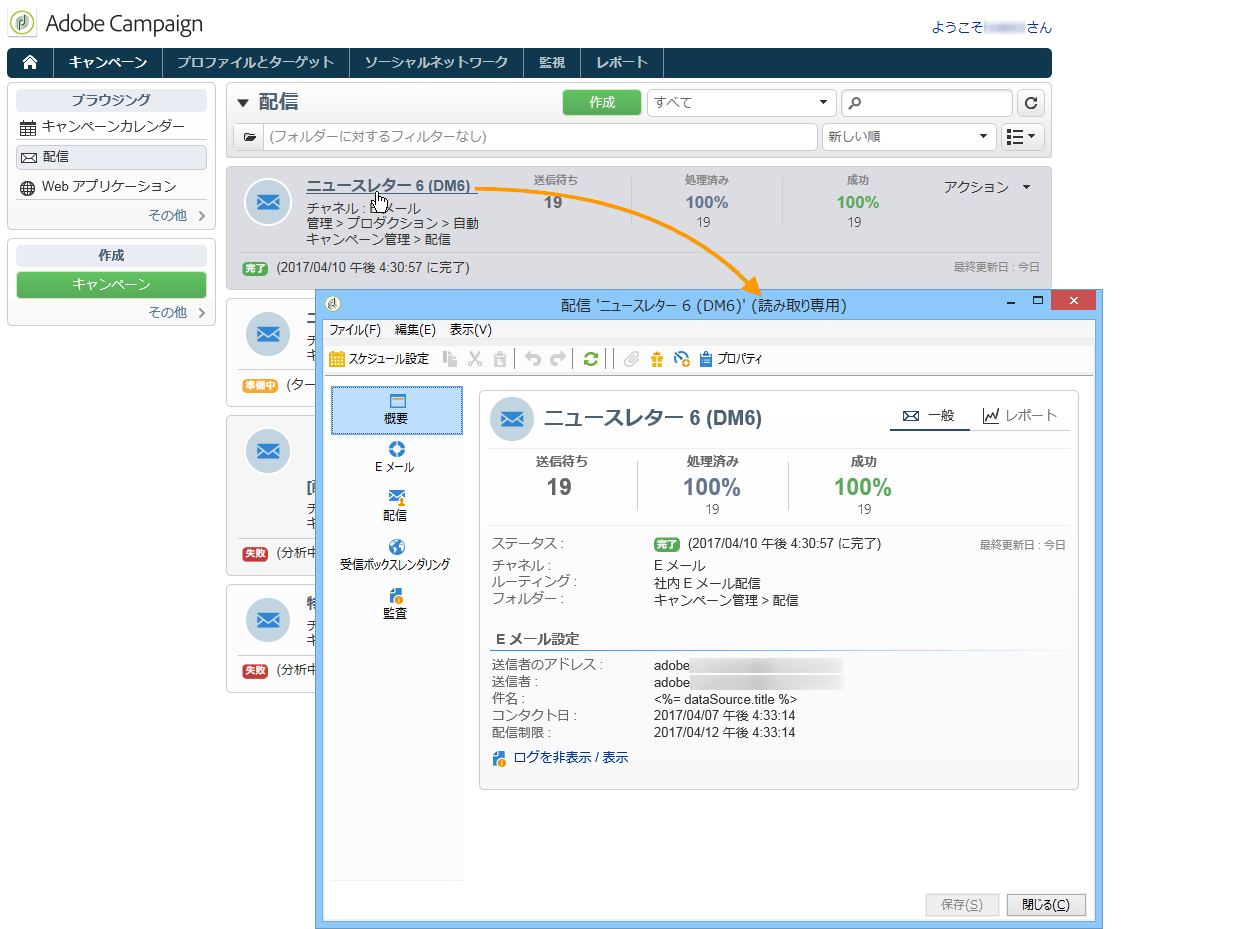 Adobe Campaign
ようこそ さん
キャンペーン プロファイルとターゲット ソーシャルネットワーク 監視 レポート
ブラウジング
キャンペーンカレンダー
配信
Web アプリケーション
その他
作成
キャンペーン
その他
配信
作成
すべて
(フォルダーに対するフィルターなし)
新しい順
ニュースレター 6 (DM6)
チャネル : E メール
管理 > プロダクション > 自動
キャンペーン管理 > 配信
送信待ち
19
処理済み
100%
19
成功
100%
19
アクション
完了 (2017/04/10 午後 4:30:57 に完了)
最終更新日 : 今日
準備中 (ター
失敗 (分析中
特
失敗 (分析中
配信 'ニュースレター 6 (DM6)' (読み取り専用)
ファイル(F) 編集(E) 表示(V)
スケジュール設定 プロパティ
概要
E メール
配信
受信ボックスレンダリング
監査
ニュースレター 6 (DM6)
一般 レポート
送信待ち
19
処理済み
100%
19
成功
100%
19
ステータス : 完了 (2017/04/10 午後 4:30:57 に完了)
最終更新日 : 今日
チャネル : E メール
ルーティング : 社内 E メール配信
フォルダー : キャンペーン管理 > 配信
E メール設定
送信者のアドレス : adobe
送信者 : adobe
件名 : <%= dataSource.title %>
コンタクト日 : 2017/04/07 午後 4:33:14
配信制限 : 2017/04/12 午後 4:33:14
ログを非表示 / 表示
保存(S) 閉じる(C)